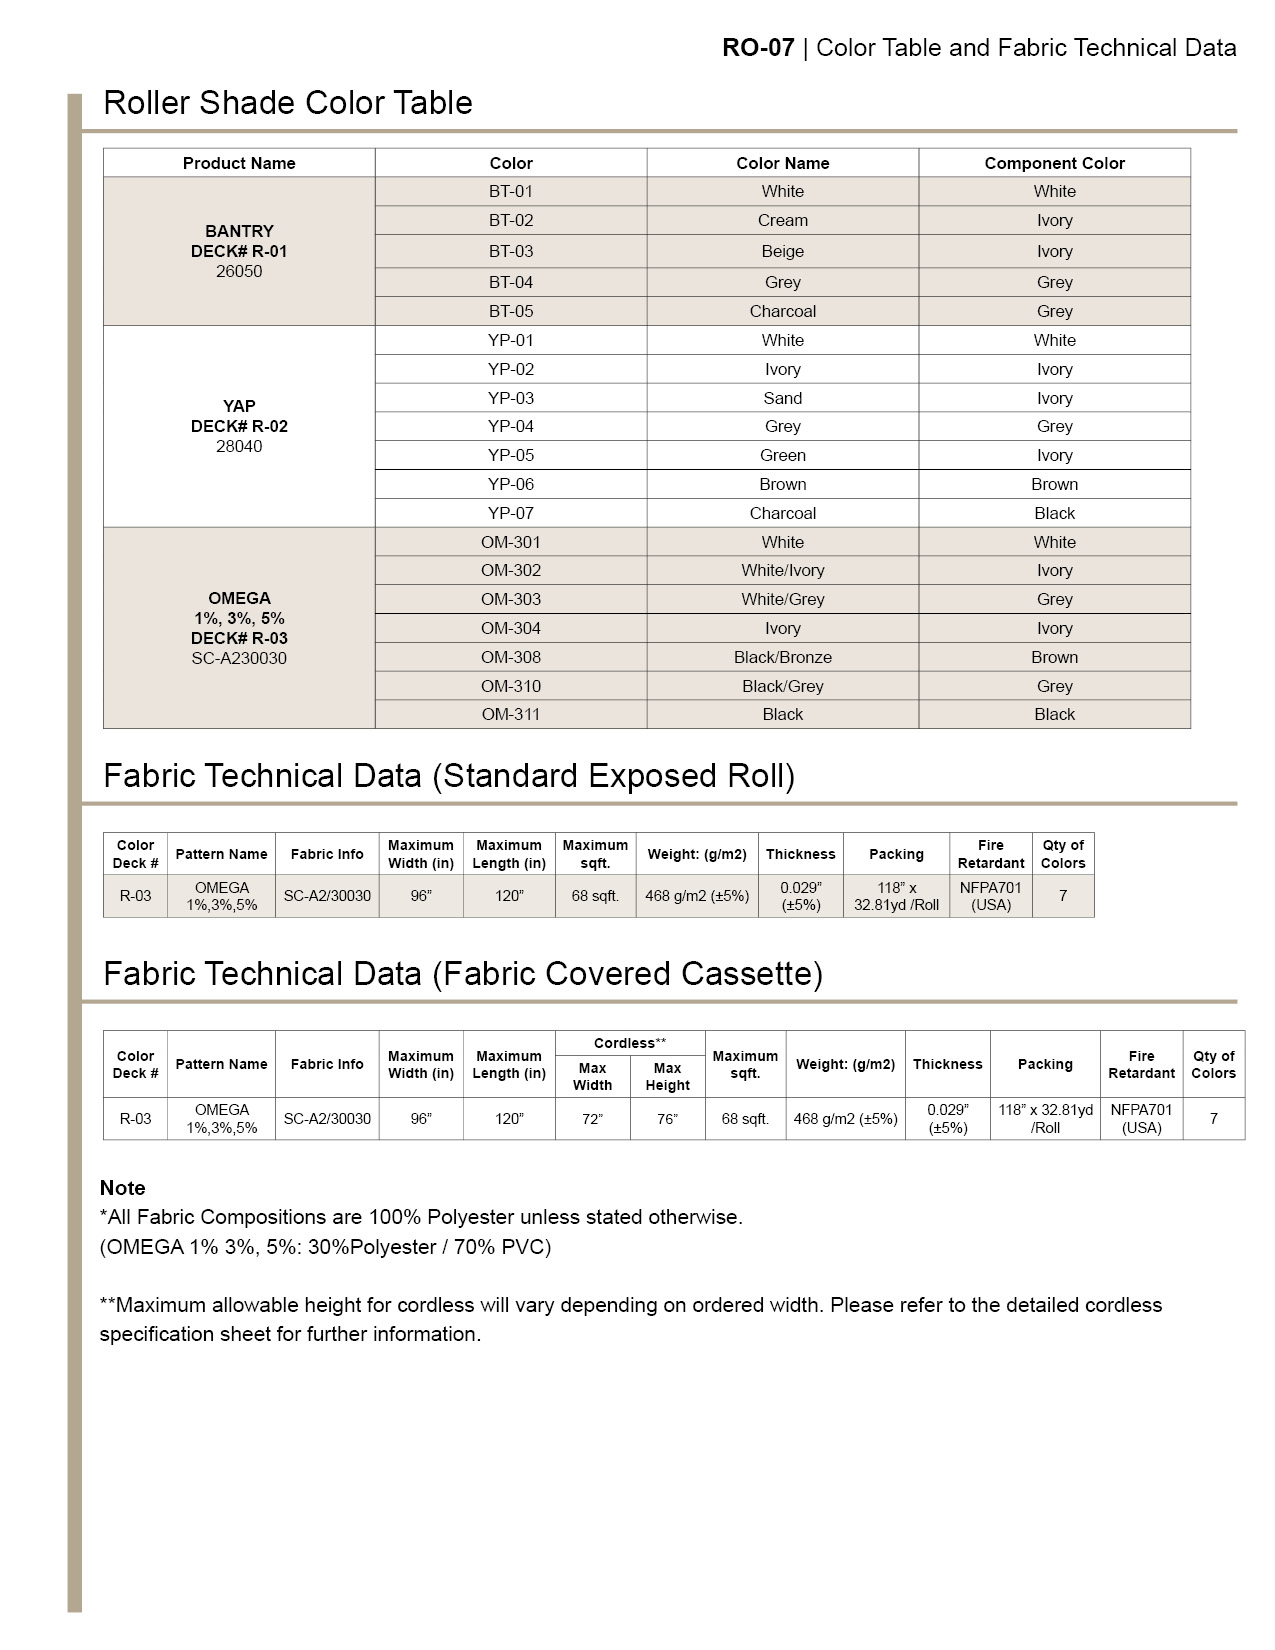 RO-07 | Color Table and Fabric Technical Data
Roller Shade Color Table
Product Name Color Color Name Component Color
BANTRY
DECK# R-01
26050
BT-01 White White
BT-02 Cream Ivory
BT-03 Beige Ivory
BT-04 Grey Grey
BT-05 Charcoal Grey
YAP
DECK# R-02
28040
YP-01 White White
YP-02 Ivory Ivory
YP-03 Sand Ivory
YP-04 Grey Grey
YP-05 Green Ivory
YP-06 Brown Brown
YP-07 Charcoal Black
OMEGA
1%, 3%, 5%
DECK# R-03
SC-A230030
OM-301 White White
OM-302 White/Ivory Ivory
OM-303 White/Grey Grey
OM-304 Ivory Ivory
OM-308 Black/Bronze Brown
OM-310 Black/Grey Grey
OM-311 Black Black
Fabric Technical Data (Standard Exposed Roll)
Color
Deck #
Pattern Name
Fabric Info
Maximum
Width (in)
Maximum
Length (in)
Maximum
sqft.
Weight: (g/m2)
Thickness
Packing
Fire
Retardant
Qty of
Colors
R-03
OMEGA
1%,3%,5%
SC-A2/30030
96”
120”
68 sqft.
468 g/m2 (±5%)
0.029”
(±5%)
118” x
32.81yd /Roll
NFPA701
(USA)
7
Fabric Technical Data (Fabric Covered Cassette)
Color
Deck #
Pattern Name
Fabric Info
Maximum
Width (in)
Maximum
Length (in)
Cordless**
Max
Width
Max
Height
Maximum
sqft.
Weight: (g/m2)
Thickness
Packing
Fire
Retardant
Qty of
Colors
R-03
OMEGA
1%,3%,5%
SC-A2/30030
96”
120”
72”
76”
68 sqft.
468 g/m2 (±5%)
0.029”
(±5%)
118” x 32.81yd
/Roll
NFPA701
(USA)
7
Note
*All Fabric Compositions are 100% Polyester unless stated otherwise.
(OMEGA 1% 3%, 5%: 30%Polyester / 70% PVC)
**Maximum allowable height for cordless will vary depending on ordered width. Please refer to the detailed cordless
specification sheet for further information.